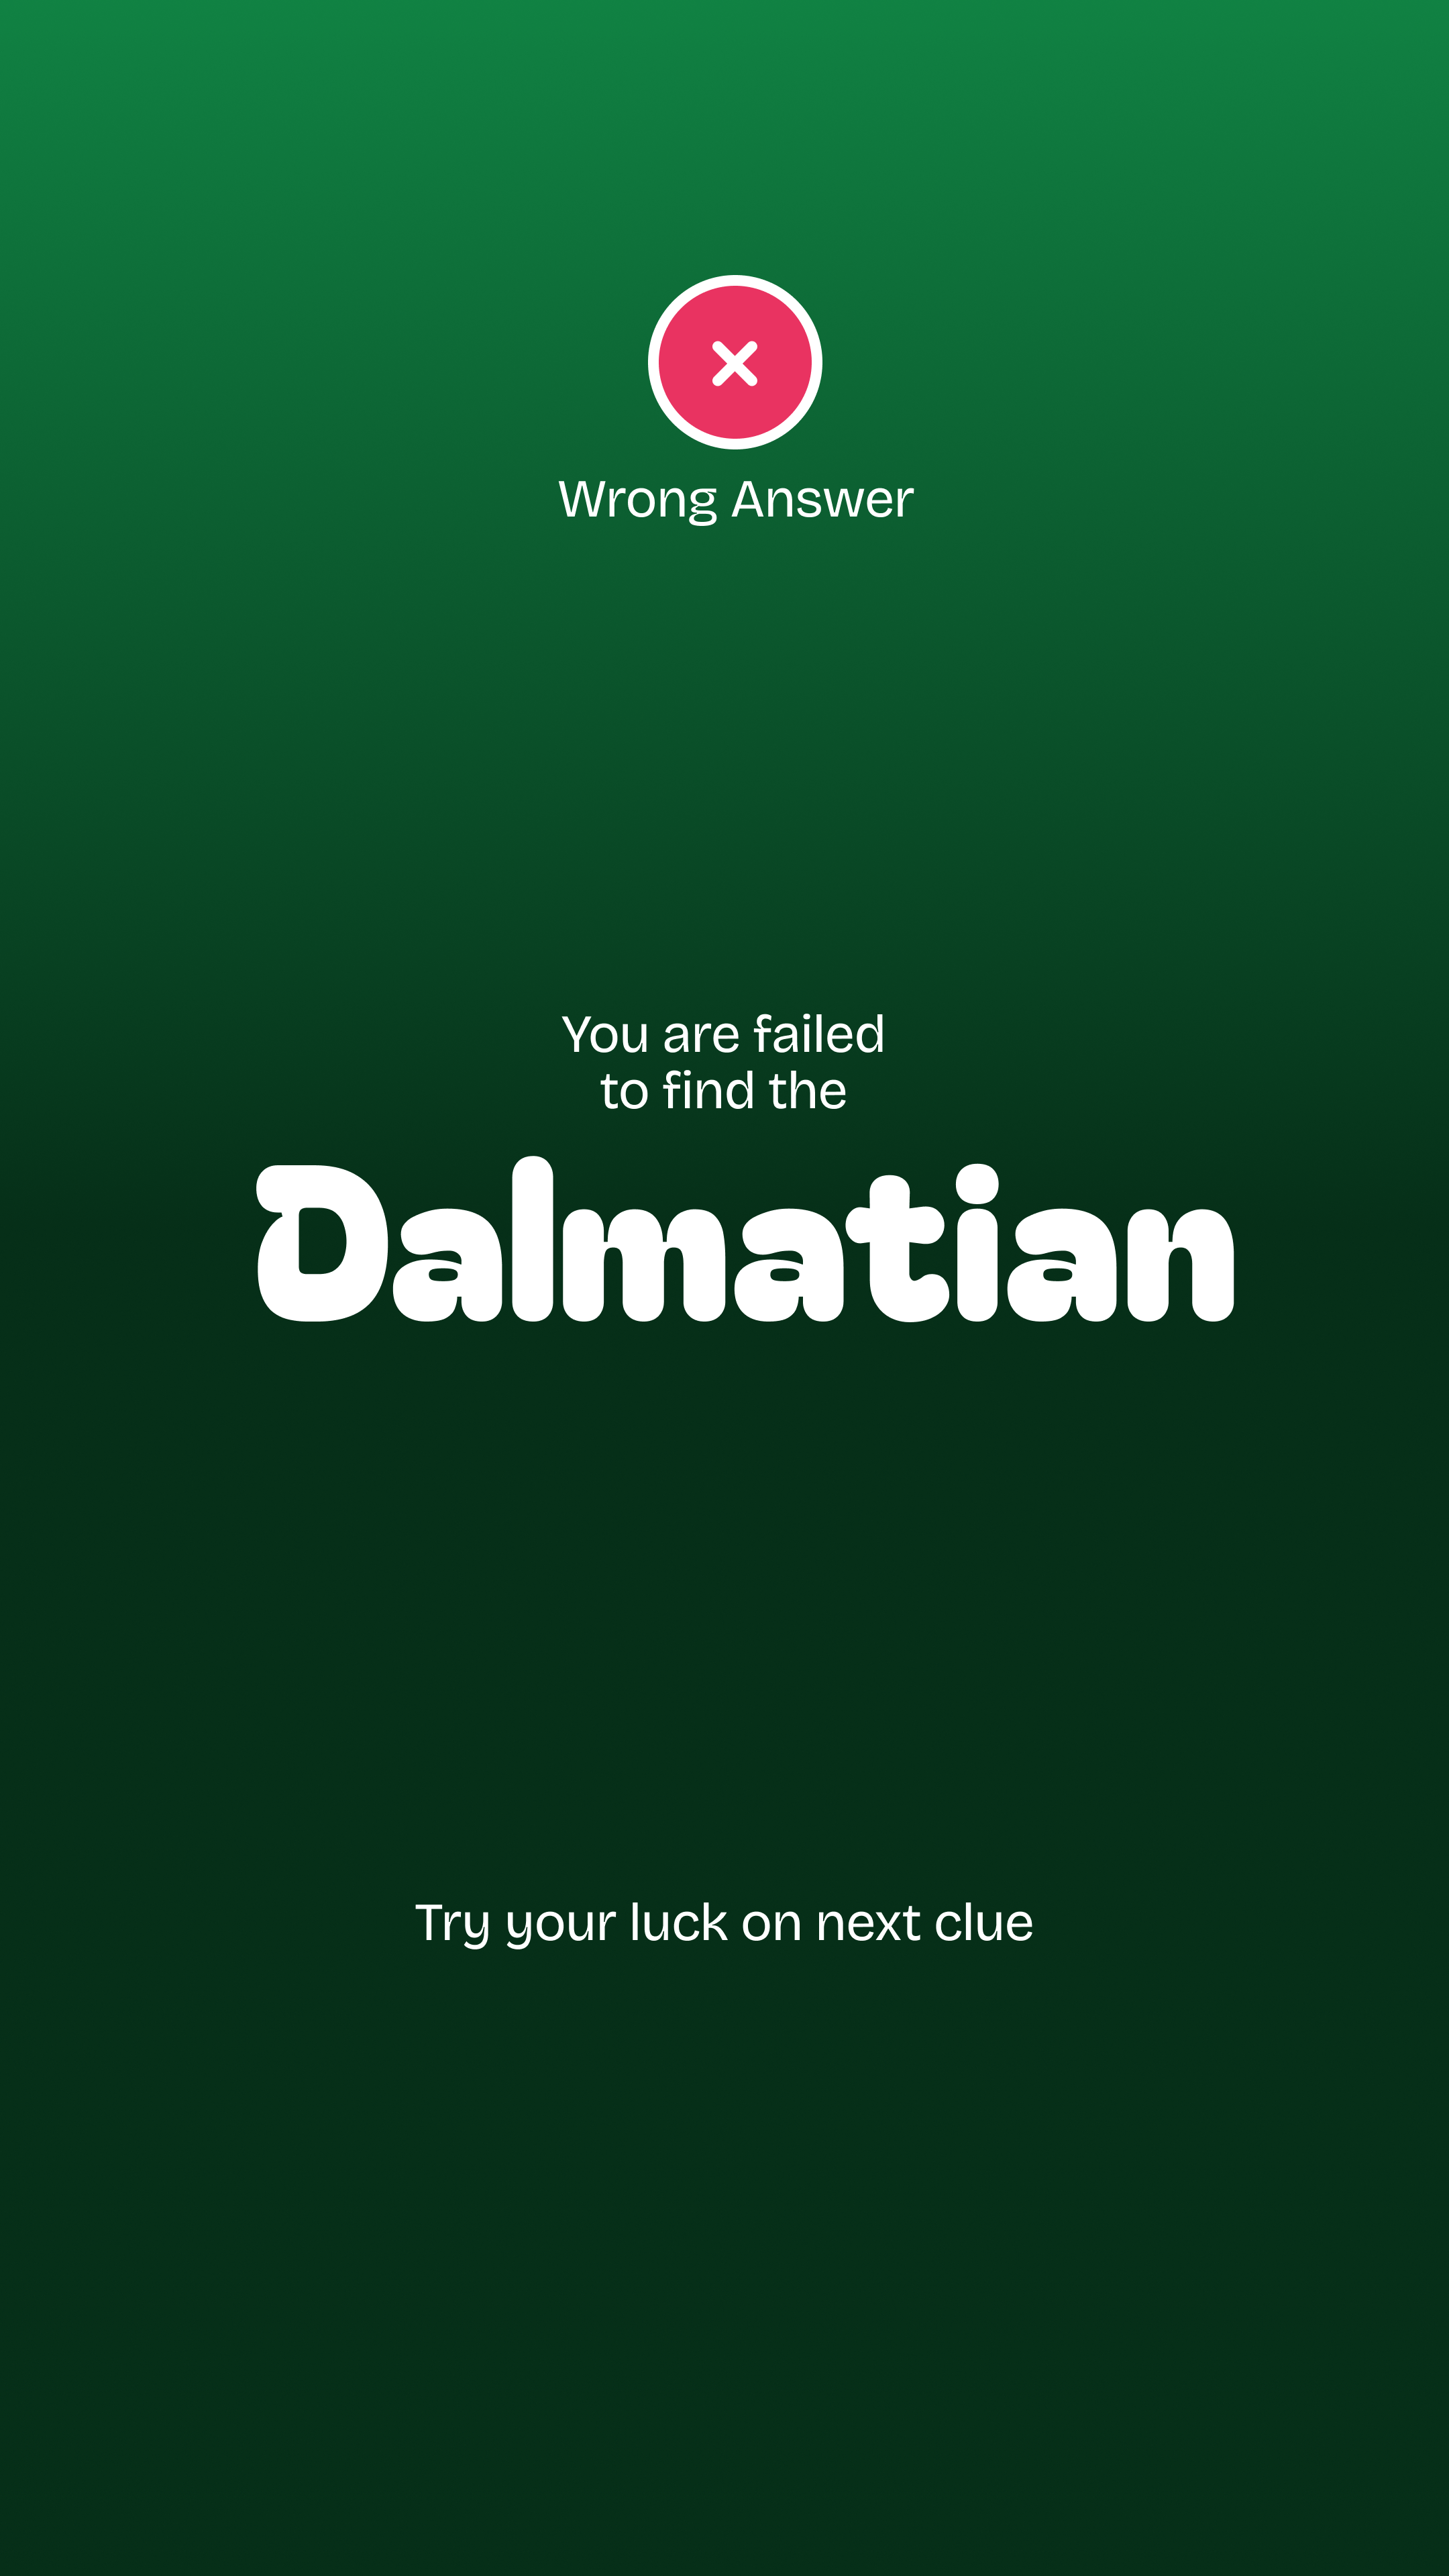 Wrong Answer
You are failed
to find the
Dalmatian
Try your luck on next clue